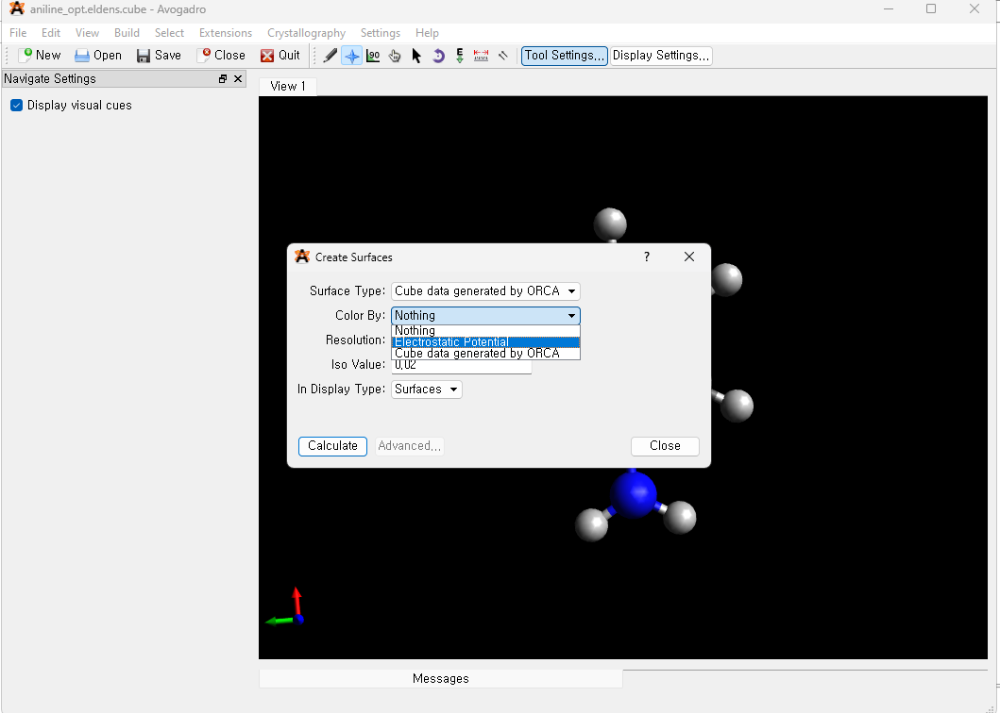 aniline_opt.eldens.cube - Avogadro
File Edit View Build Select Extensions Crystallography Settings Help
New Open Save Close Quit 90 E Tool Settings... Display Settings...
Navigate Settings
View 1
Display visual cues
Create Surfaces ?
Surface Type: Cube data generated by ORCA
Color By: Nothing
Nothing
Resolution: Electrostatic Potential
Cube data generated by ORCA
Iso Value: 0.02
In Display Type: Surfaces
Calculate Advanced... Close
Messages